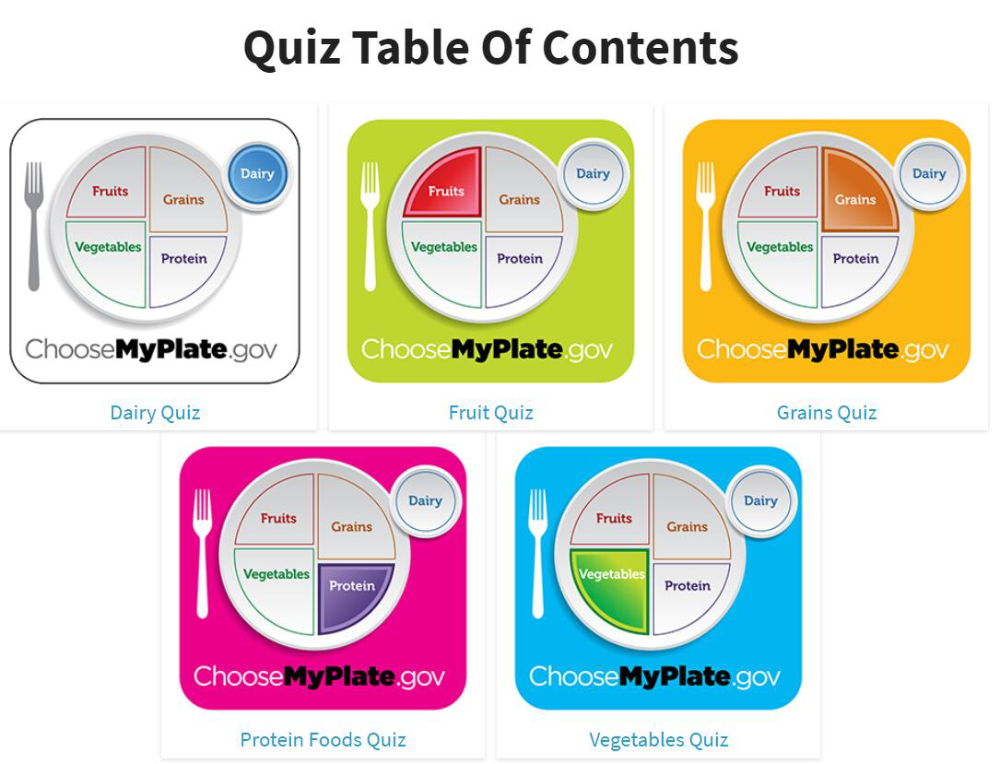 Quiz Table Of Contents
Fruits
Grains
Dairy
Vegetables
Protein
ChooseMyPlate.gov
Dairy Quiz
Fruits
Grains
Dairy
Vegetables
Protein
ChooseMyPlate.gov
Fruit Quiz
Fruits
Grains
Dairy
Vegetables
Protein
ChooseMyPlate.gov
Grains Quiz
Fruits
Grains
Dairy
Vegetables
Protein
ChooseMyPlate.gov
Protein Foods Quiz
Fruits
Grains
Dairy
Vegetables
Protein
ChooseMyPlate.gov
Vegetables Quiz